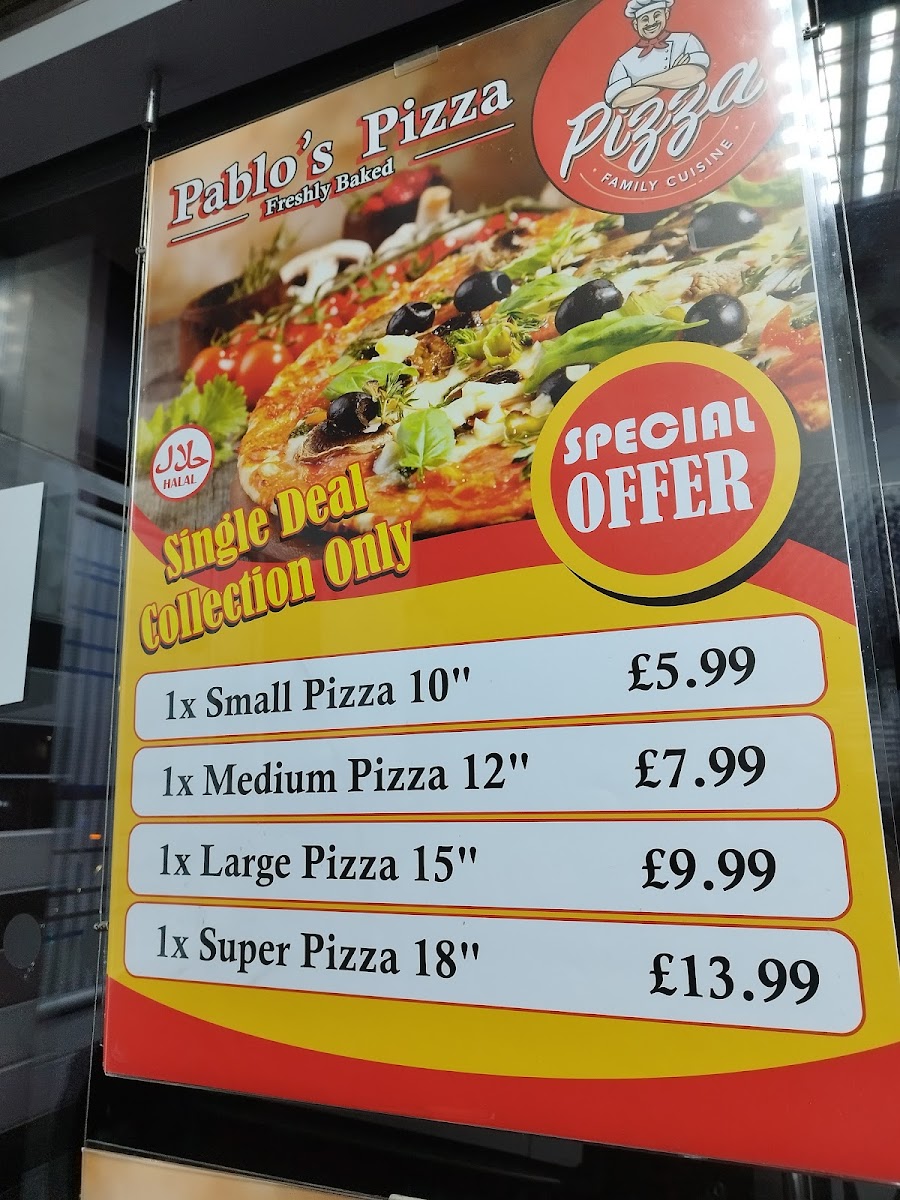 Pablo's Pizza
Freshly Baked
Pizza
· FAMILY CUISINE ·
حلال
HALAL
Single Deal
Collection Only
SPECIAL
OFFER
1x Small Pizza 10" £5.99
1x Medium Pizza 12" £7.99
1x Large Pizza 15" £9.99
1x Super Pizza 18" £13.99